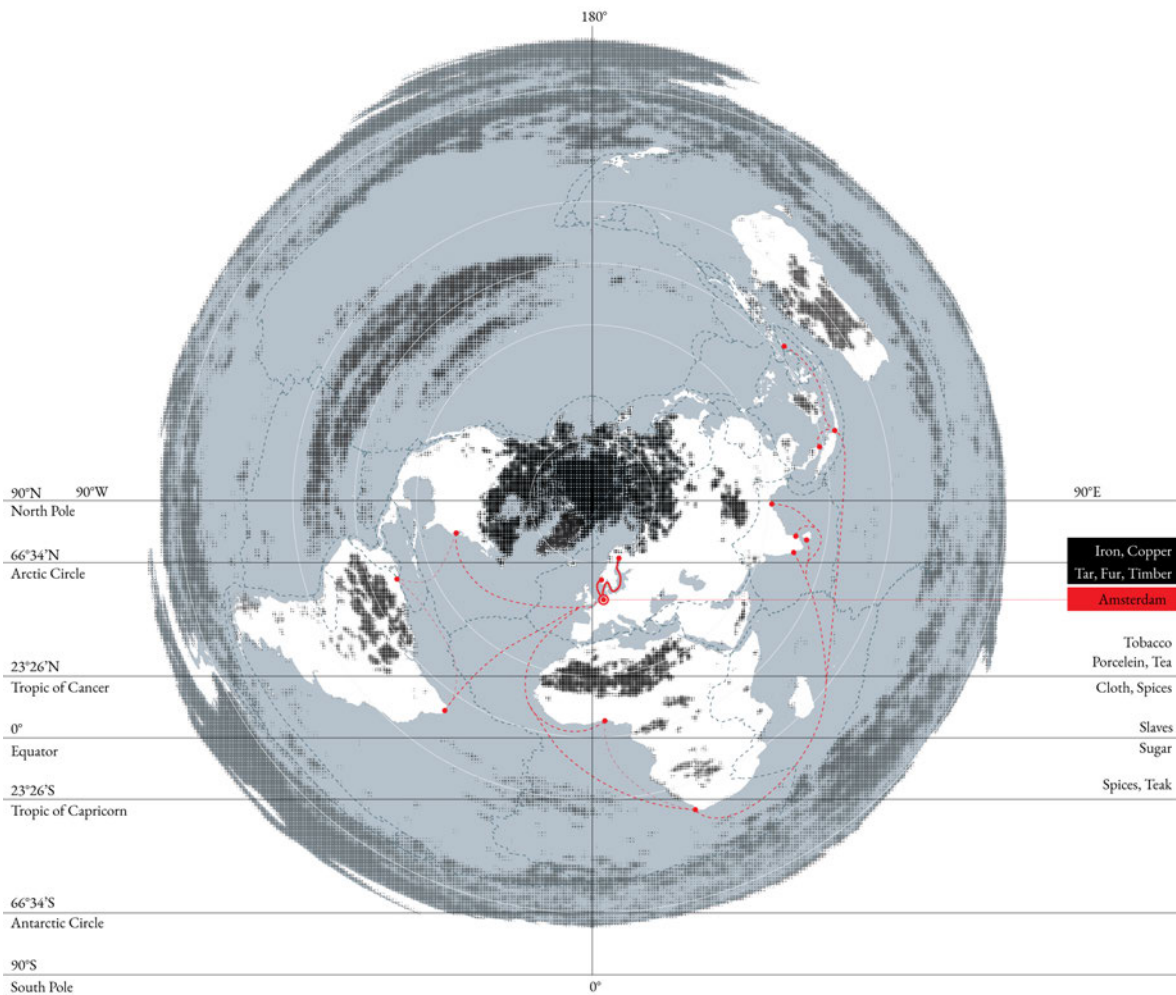 180°
90°N
90°W
90°E
North Pole
66°34'N
Arctic Circle
Iron, Copper
Tar, Fur, Timber
Amsterdam
Tobacco
Porcelein, Tea
23°26'N
Tropic of Cancer
Cloth, Spices
0°
Slaves
Equator
Sugar
23°26'S
Spices, Teak
Tropic of Capricorn
66°34'S
Antarctic Circle
90°S
South Pole
0°